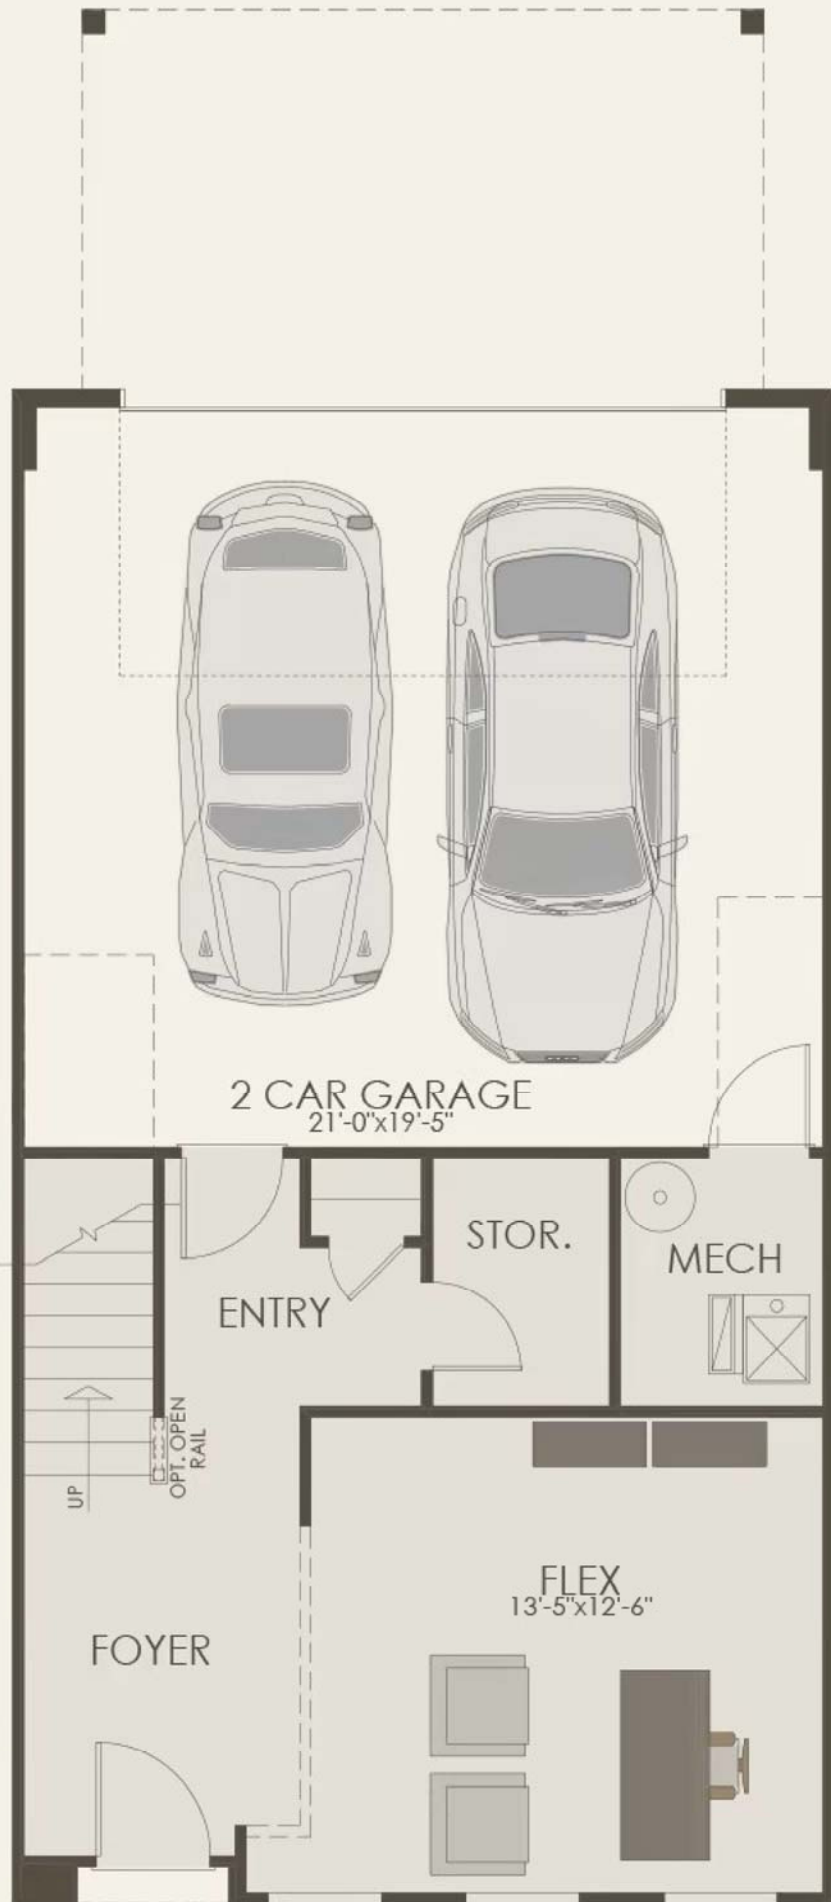 2 CAR GARAGE
21'-0"x19'-5"
STOR.
MECH
ENTRY
OPT. OPEN
RAIL
UP
FLEX
13'-5"x12'-6"
FOYER